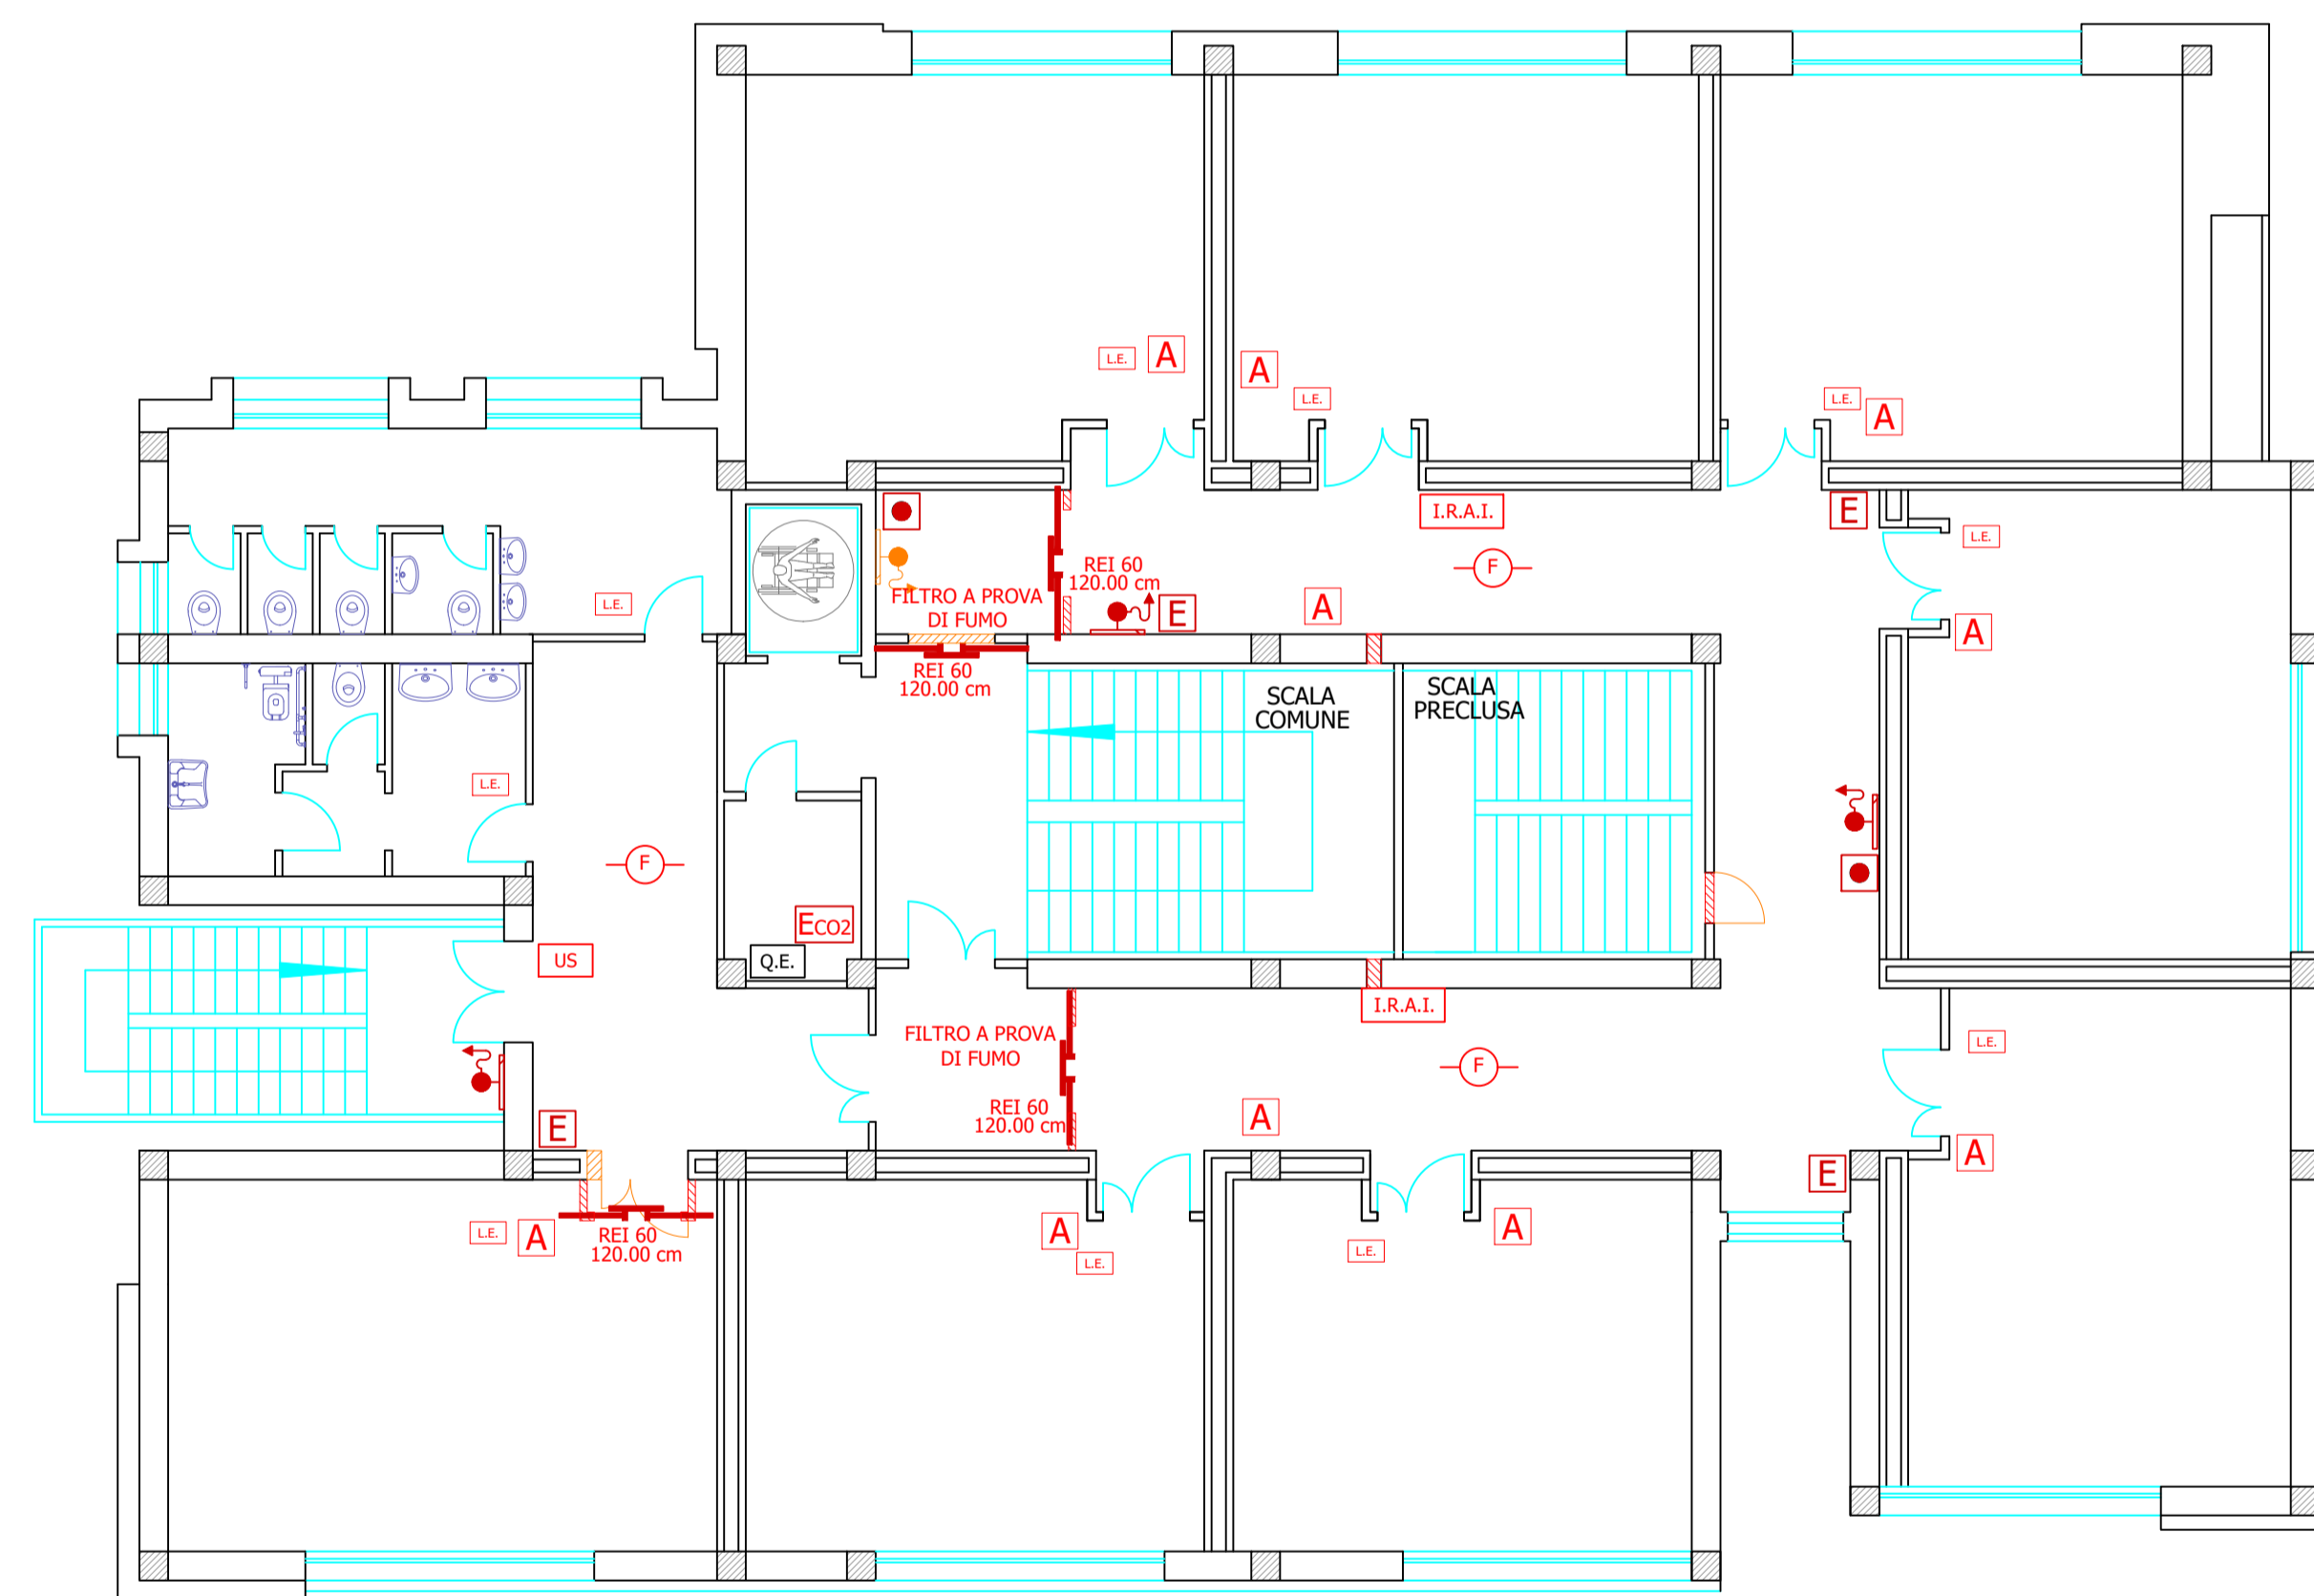 L.E.
A
A
L.E.
L.E.
A
I.R.A.I.
E
L.E.
F
REI 60
120.00 cm
FILTRO A PROVA
DI FUMO
L.E.
E
A
A
REI 60
120.00 cm
SCALA
COMUNE
SCALA
PRECLUSA
L.E.
F
ECO2
US
Q.E.
I.R.A.I.
FILTRO A PROVA
DI FUMO
L.E.
F
REI 60
120.00 cm
A
E
A
E
L.E.
A
REI 60
120.00 cm
A
L.E.
L.E.
A